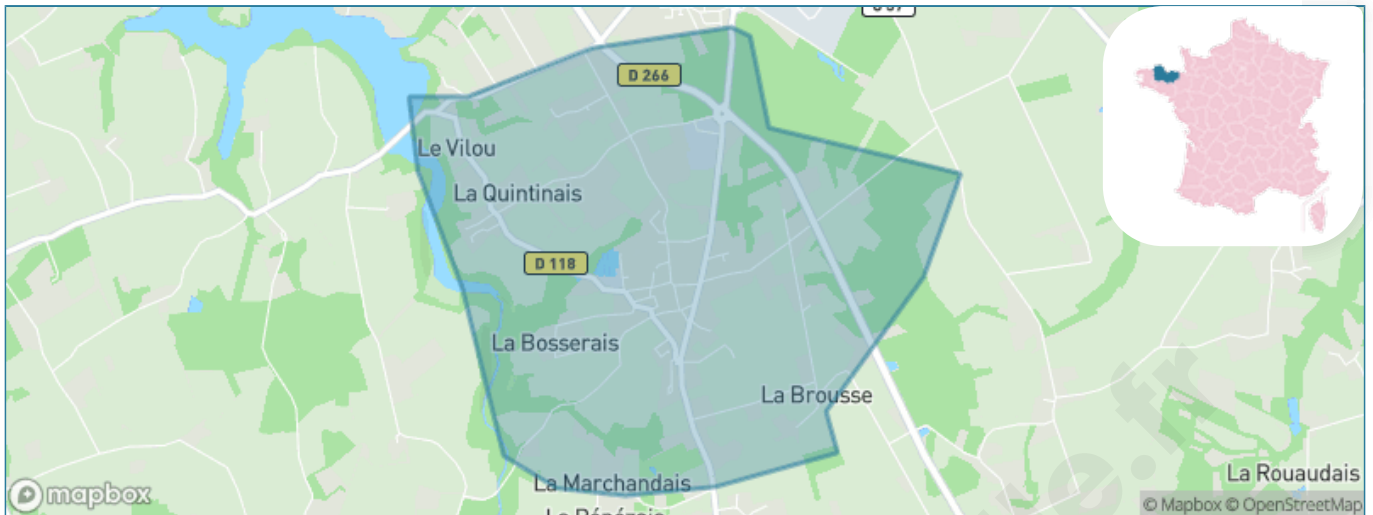 D 266
Le Vilou
La Quintinais
D 118
La Bosserais
La Brousse
La Marchandais
La Rouaudais
mapbox
© Mapbox © OpenStreetMap